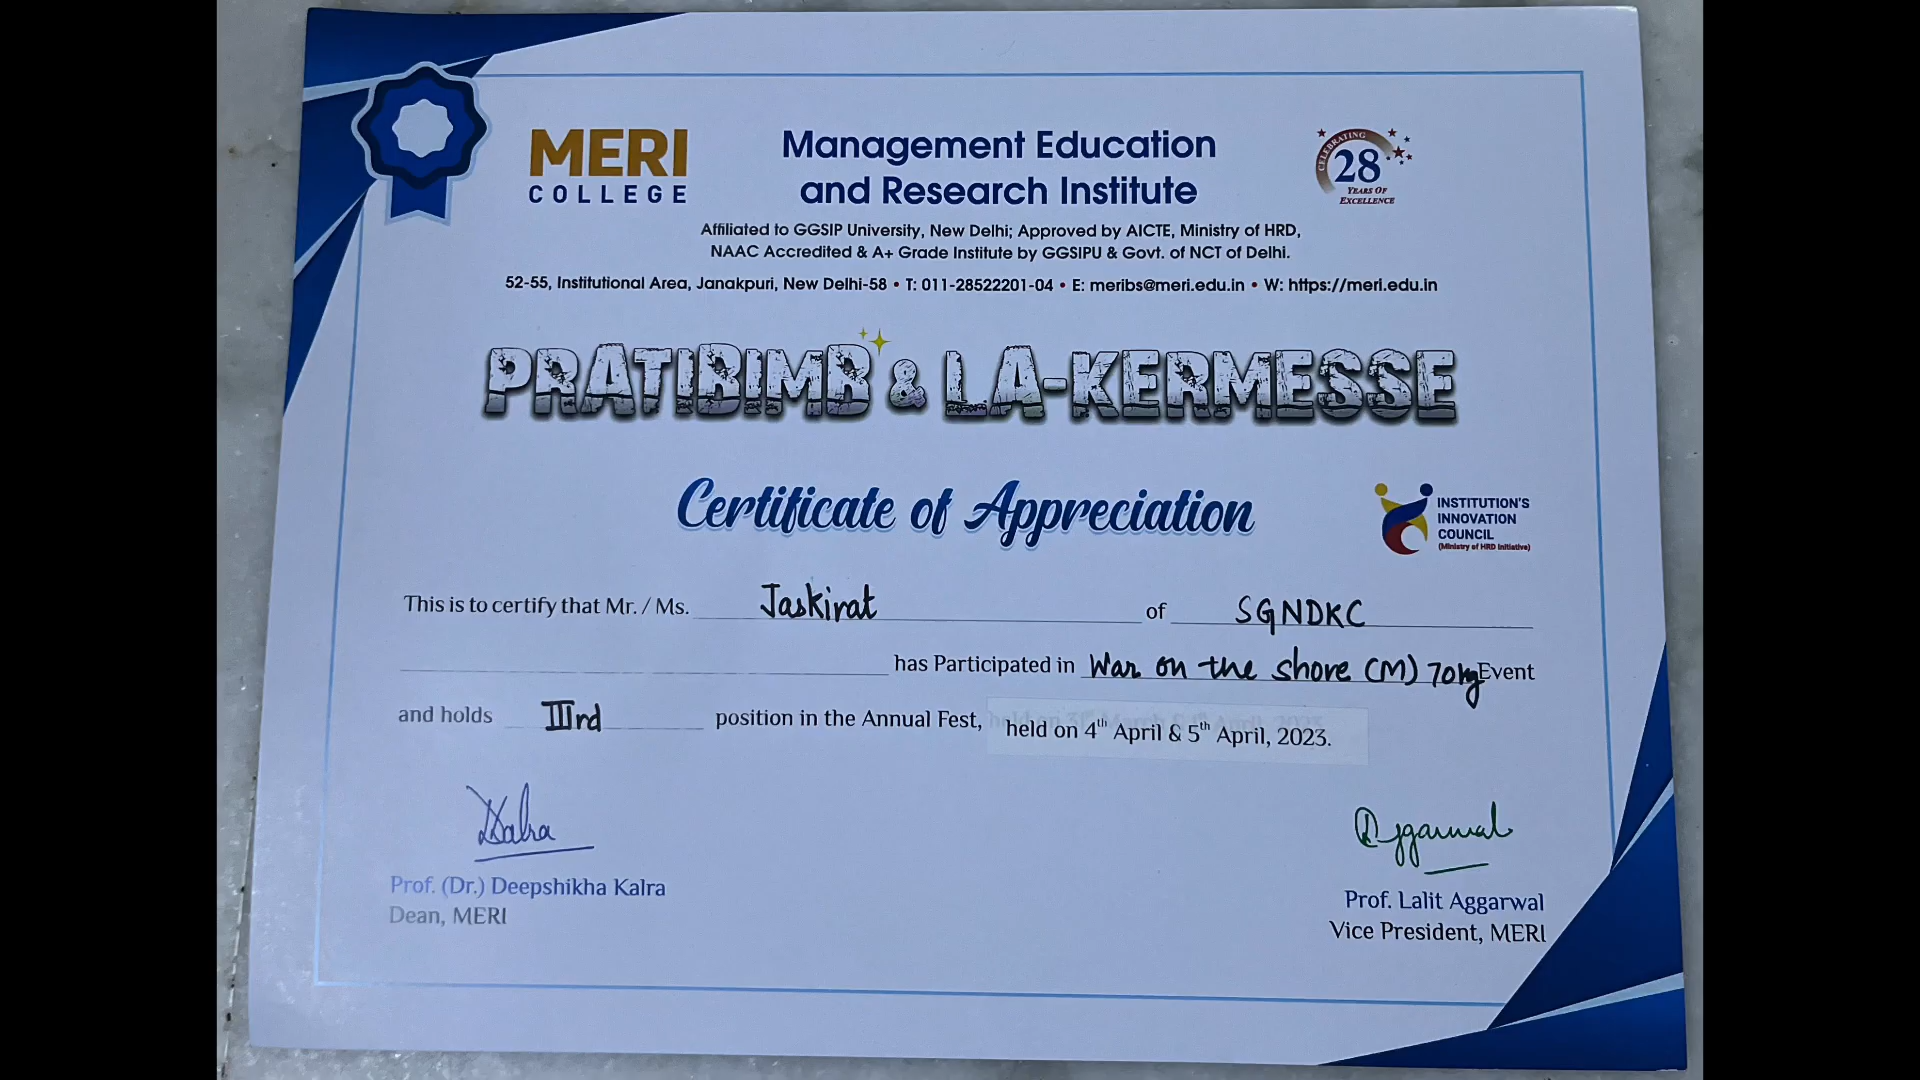 MERI
COLLEGE
Management Education
and Research Institute
CELEBRATING
28
YEARS OF
EXCELLENCE
Affiliated to GGSIP University, New Delhi; Approved by AICTE, Ministry of HRD,
NAAC Accredited & A+ Grade Institute by GGSIPU & Govt. of NCT of Delhi.
52-55, Institutional Area, Janakpuri, New Delhi-58 • T: 011-28522201-04 • E: meribs@meri.edu.in • W: https://meri.edu.in
PRATIBIMB & LA-KERMESSE
Certificate of Appreciation
INSTITUTION'S
INNOVATION
COUNCIL
(Ministry of HRD Initiative)
This is to certify that Mr. / Ms. Jaskirat of SGNDKC
has Participated in War on the shore (M) 70kg Event
and holds IIIrd position in the Annual Fest, held on 4th April & 5th April, 2023.
Kalra
Aggarwal
Prof. (Dr.) Deepshikha Kalra
Dean, MERI
Prof. Lalit Aggarwal
Vice President, MERI